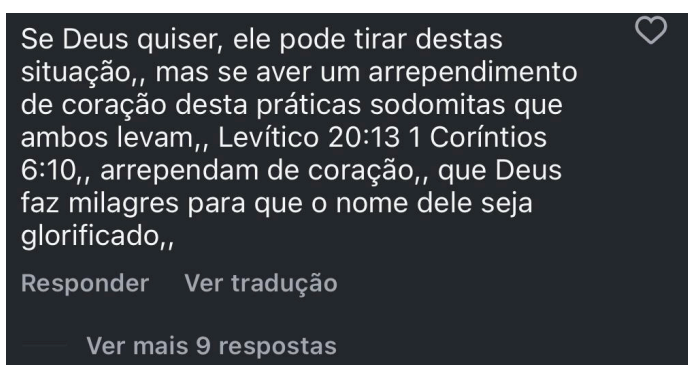 Se Deus quiser, ele pode tirar destas
situação,, mas se aver um arrependimento
de coração desta práticas sodomitas que
ambos levam,, Levítico 20:13 1 Coríntios
6:10,, arrependam de coração,, que Deus
faz milagres para que o nome dele seja
glorificado,,
Responder Ver tradução
Ver mais 9 respostas